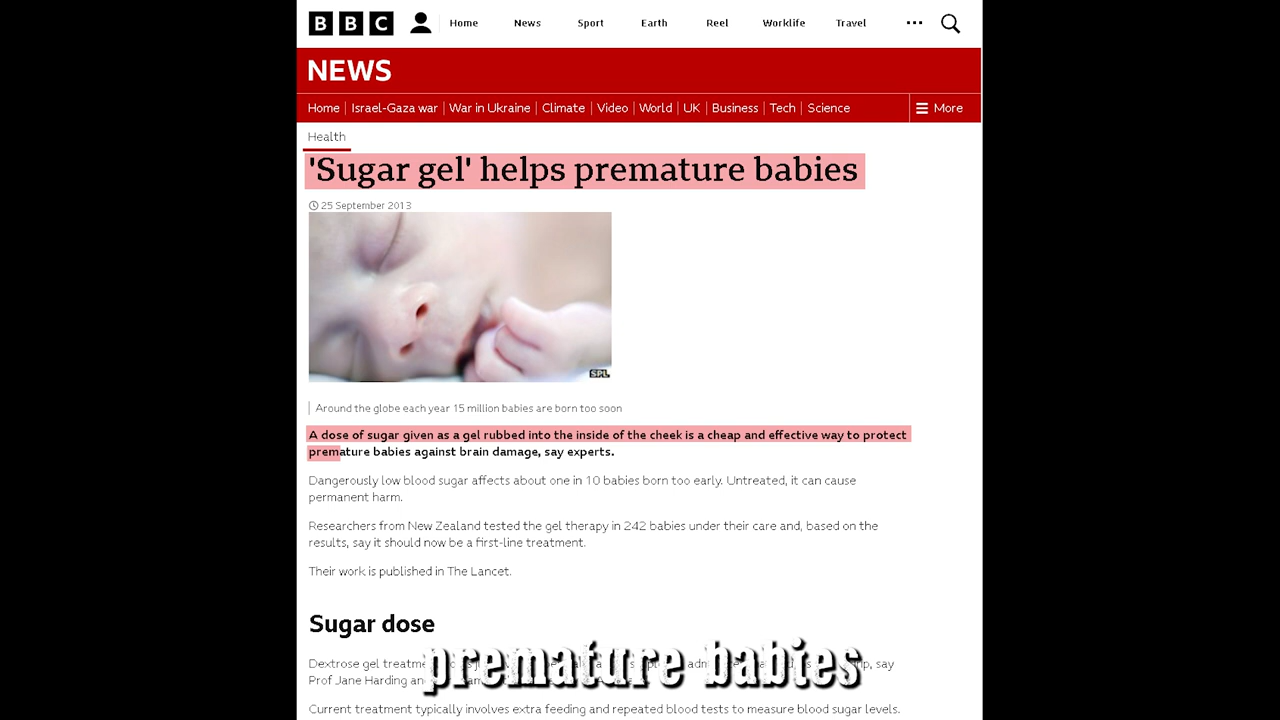 BBC
Home News Sport Earth Reel Worklife Travel
NEWS
Home Israel-Gaza war War in Ukraine Climate Video World UK Business Tech Science More
Health
'Sugar gel' helps premature babies
25 September 2013
SPL
Around the globe each year 15 million babies are born too soon
A dose of sugar given as a gel rubbed into the inside of the cheek is a cheap and effective way to protect
premature babies against brain damage, say experts.
Dangerously low blood sugar affects about one in 10 babies born too early. Untreated, it can cause
permanent harm.
Researchers from New Zealand tested the gel therapy in 242 babies under their care and, based on the
results, say it should now be a first-line treatment.
Their work is published in The Lancet.
Sugar dose
Dextrose gel say
Prof Jane Harding
premature babies
Current treatment typically involves extra feeding and repeated blood tests to measure blood sugar levels.